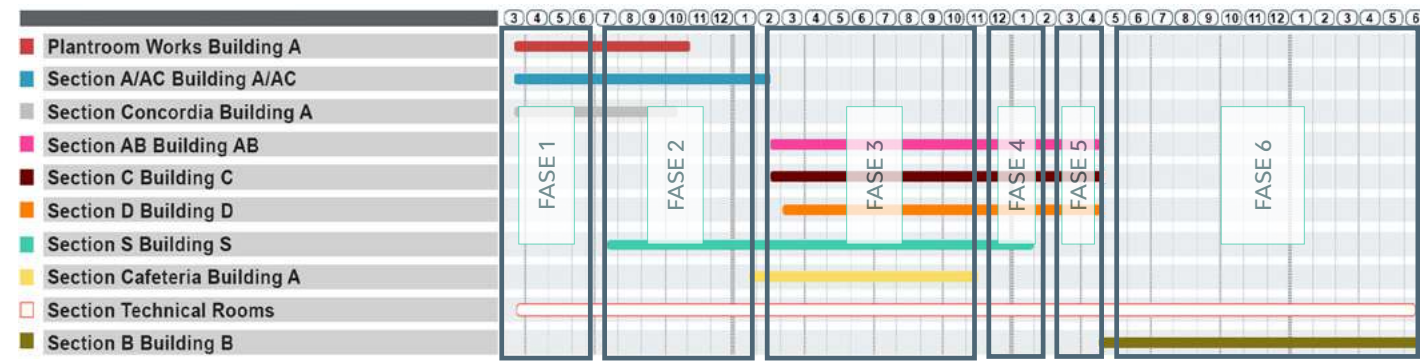 3 4 5 6 7 8 9 10 11 12 1 2 3 4 5 6 7 8 9 10 11 12 1 2 3 4 5 6 7 8 9 10 11 12 1 2 3 4 5 6
Plantroom Works Building A
Section A/AC Building A/AC
Section Concordia Building A
Section AB Building AB
Section C Building C
Section D Building D
Section S Building S
Section Cafeteria Building A
Section Technical Rooms
Section B Building B
FASE 1
FASE 2
FASE 3
FASE 4
FASE 5
FASE 6